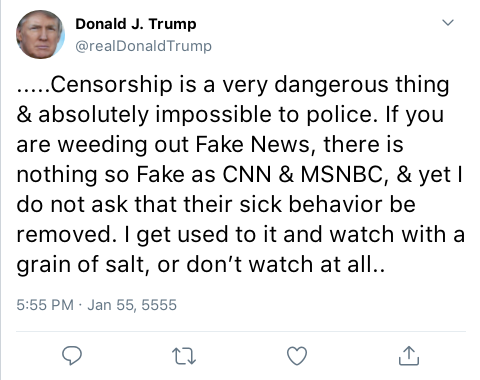 Donald J. Trump
@realDonaldTrump
.....Censorship is a very dangerous thing
& absolutely impossible to police. If you
are weeding out Fake News, there is
nothing so Fake as CNN & MSNBC, & yet I
do not ask that their sick behavior be
removed. I get used to it and watch with a
grain of salt, or don’t watch at all..
5:55 PM · Jan 55, 5555